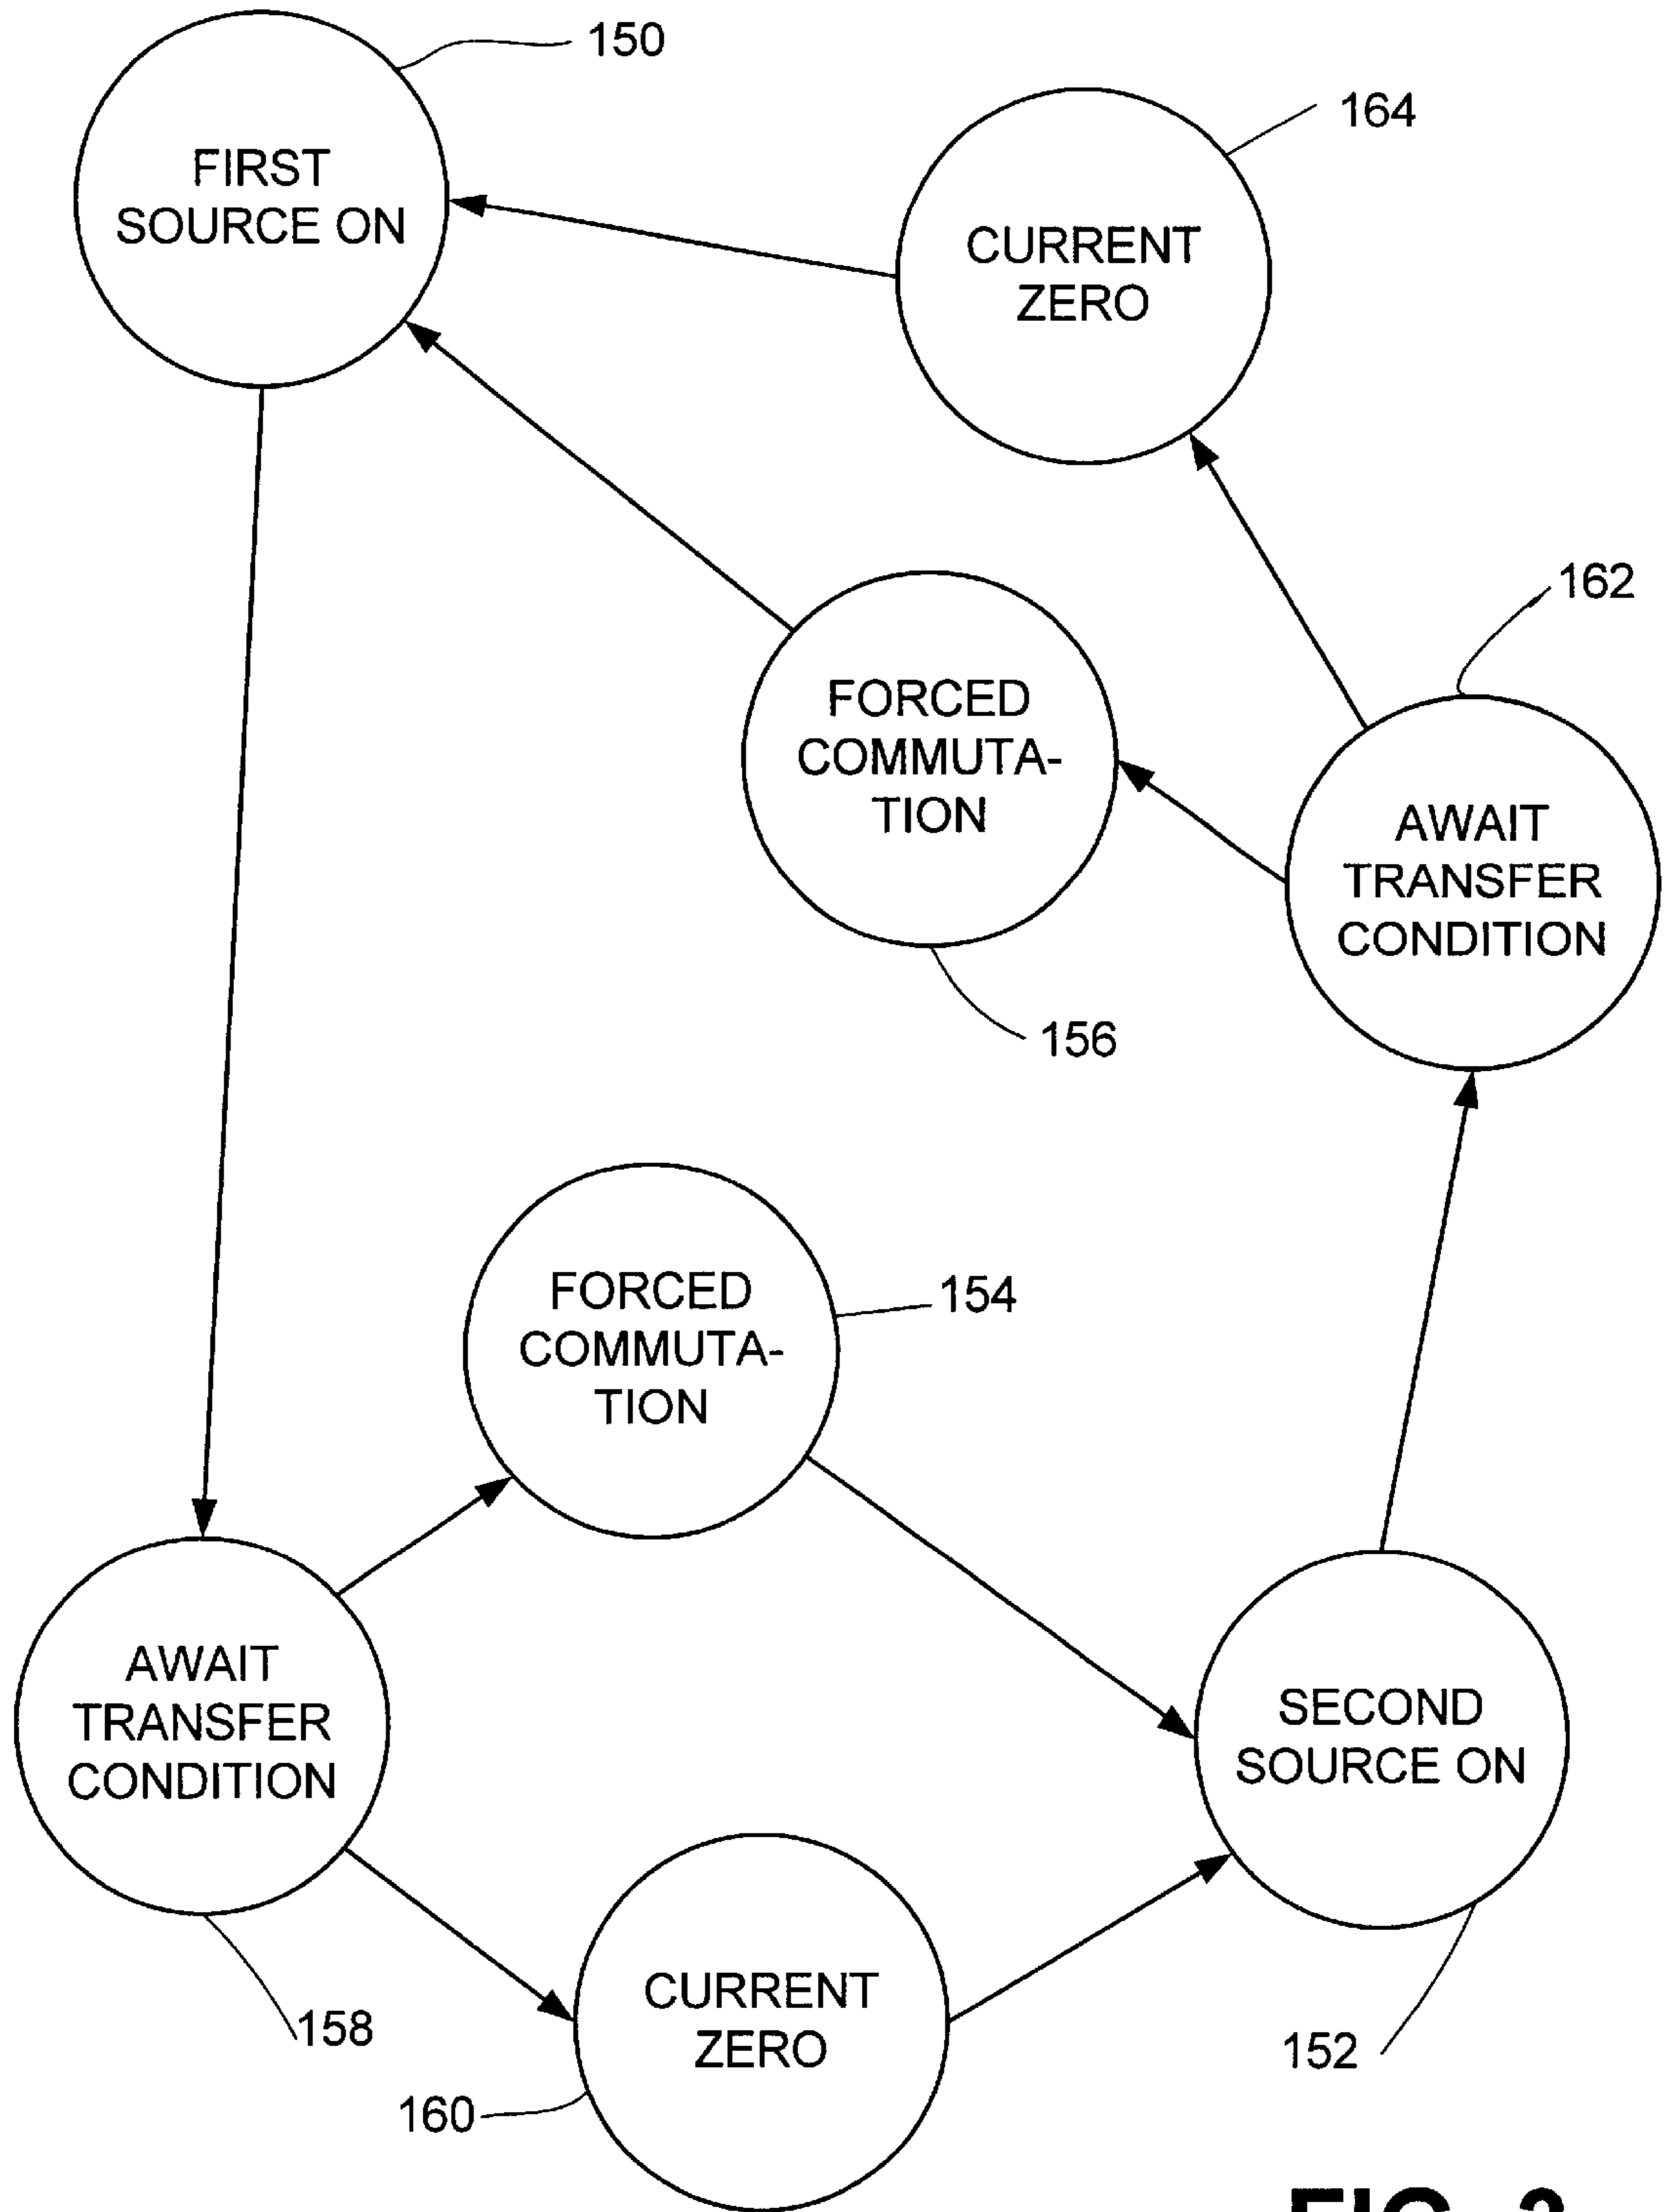 150
FIRST
SOURCE ON
164
CURRENT
ZERO
162
FORCED
COMMUTA-
TION
AWAIT
TRANSFER
CONDITION
156
FORCED
COMMUTA-
TION
154
AWAIT
TRANSFER
CONDITION
SECOND
SOURCE ON
158
CURRENT
ZERO
152
160